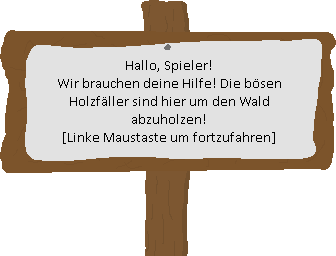 Hallo, Spieler!
Wir brauchen deine Hilfe! Die bösen
Holzfäller sind hier um den Wald
abzuholzen!
[Linke Maustaste um fortzufahren]